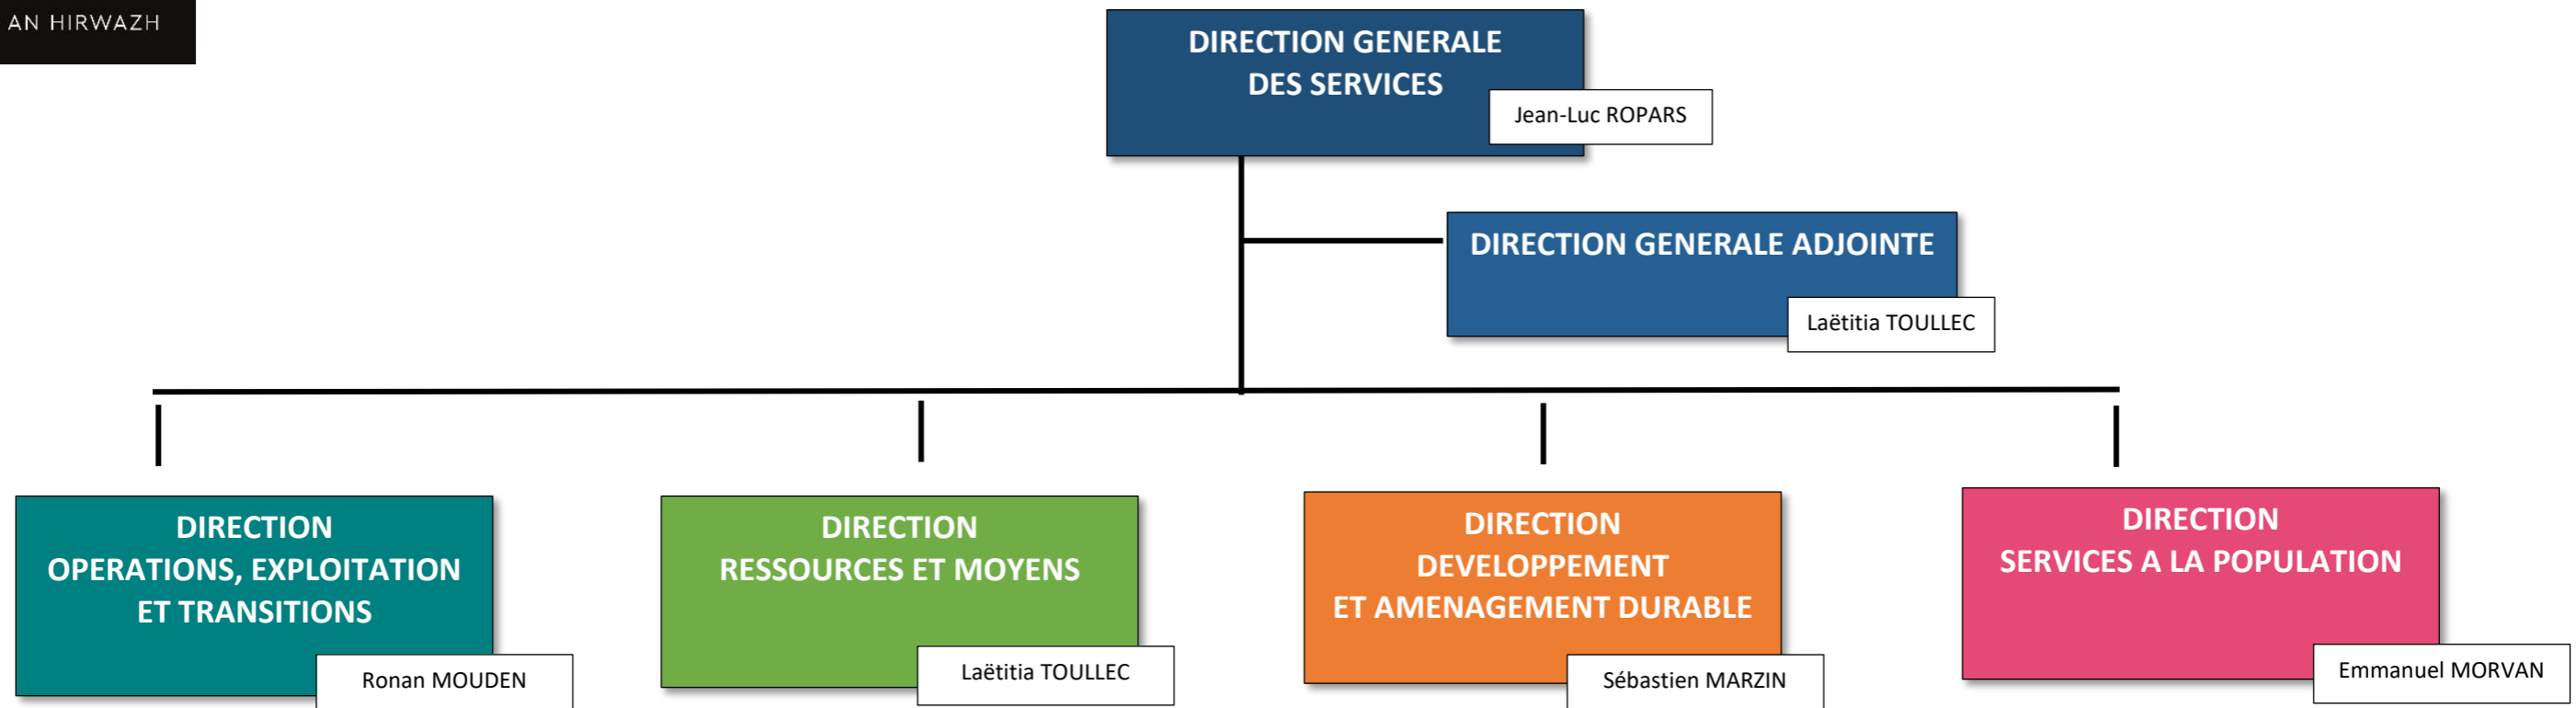 AN HIRWAZH
DIRECTION GENERALE
DES SERVICES
Jean-Luc ROPARS
DIRECTION GENERALE ADJOINTE
Laëtitia TOULLEC
DIRECTION
OPERATIONS, EXPLOITATION
ET TRANSITIONS
Ronan MOUDEN
DIRECTION
RESSOURCES ET MOYENS
Laëtitia TOULLEC
DIRECTION
DEVELOPPEMENT
ET AMENAGEMENT DURABLE
Sébastien MARZIN
DIRECTION
SERVICES A LA POPULATION
Emmanuel MORVAN